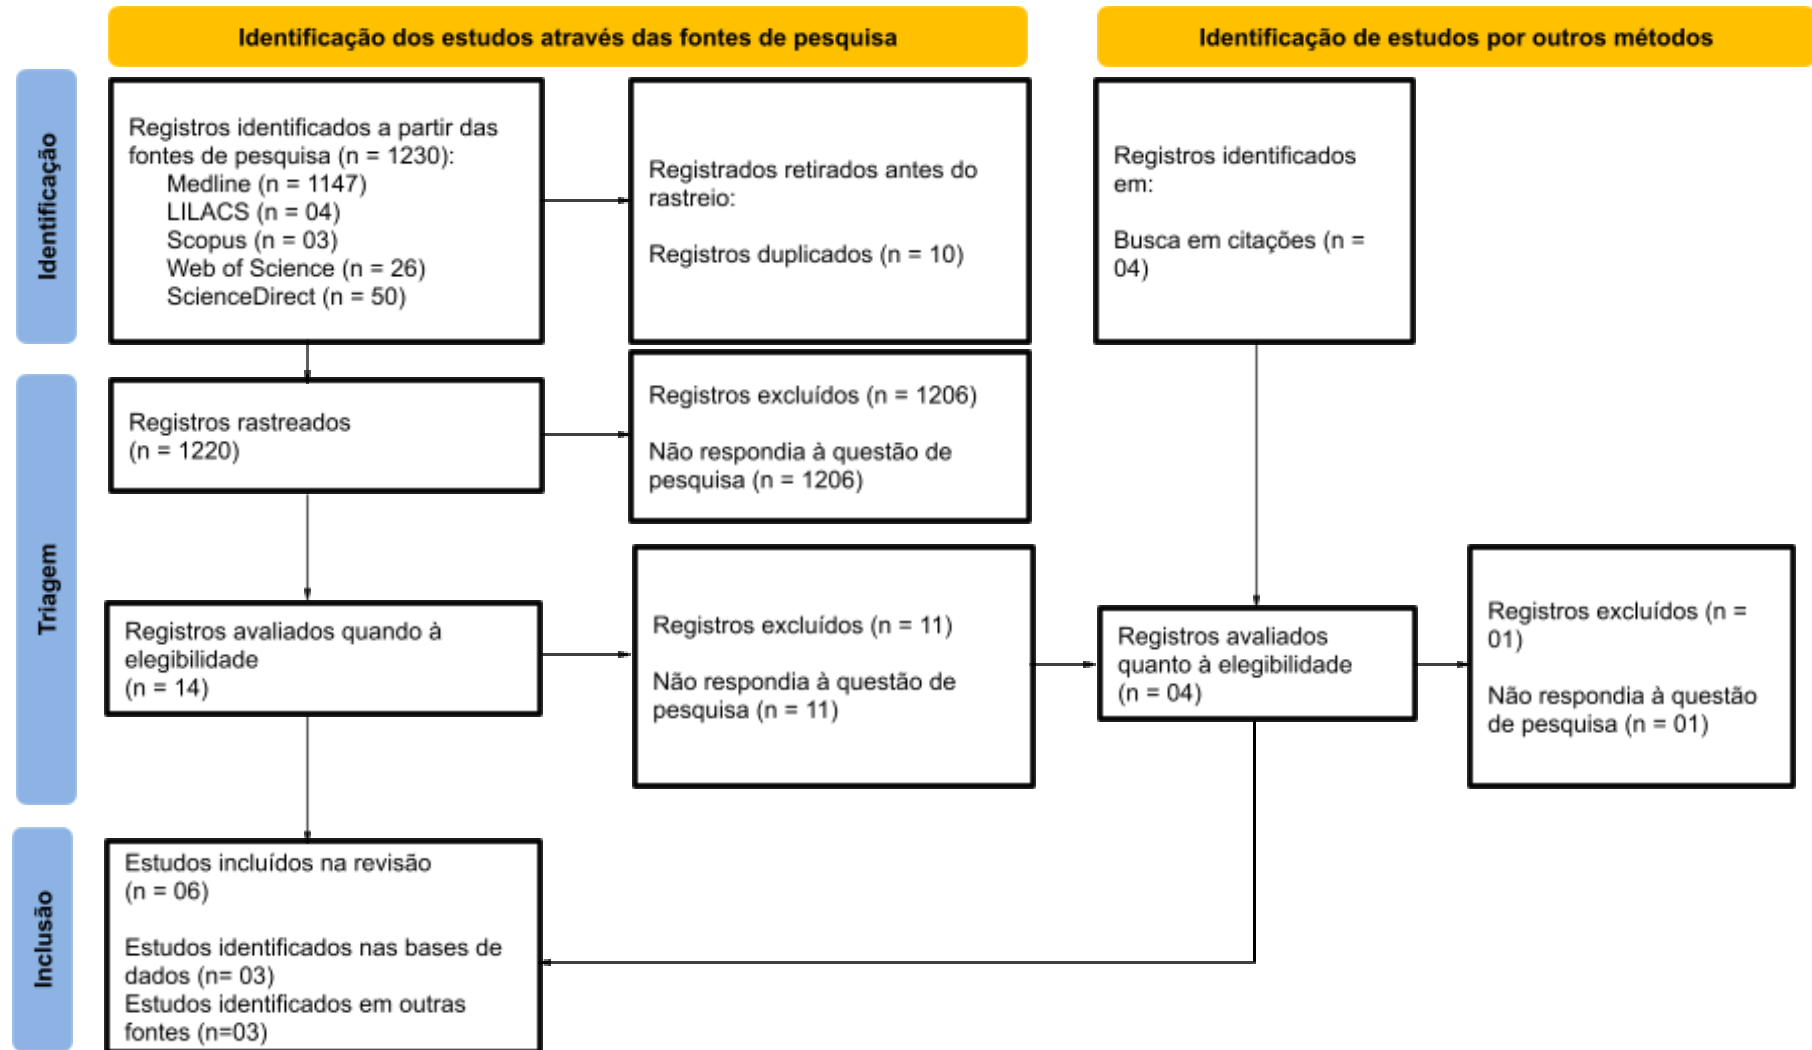 Identificação dos estudos através das fontes de pesquisa
Identificação de estudos por outros métodos
Identificação
Registros identificados a partir das
fontes de pesquisa (n = 1230):
Medline (n = 1147)
LILACS (n = 04)
Scopus (n = 03)
Web of Science (n = 26)
ScienceDirect (n = 50)
Registrados retirados antes do
rastreio:
Registros duplicados (n = 10)
Registros identificados
em:
Busca em citações (n =
04)
Triagem
Registros rastreados
(n = 1220)
Registros excluídos (n = 1206)
Não respondia à questão de
pesquisa (n = 1206)
Registros avaliados quando à
elegibilidade
(n = 14)
Registros excluídos (n = 11)
Não respondia à questão de
pesquisa (n = 11)
Registros avaliados
quanto à elegibilidade
(n = 04)
Registros excluídos (n =
01)
Não respondia à questão
de pesquisa (n = 01)
Inclusão
Estudos incluídos na revisão
(n = 06)
Estudos identificados nas bases de
dados (n= 03)
Estudos identificados em outras
fontes (n=03)